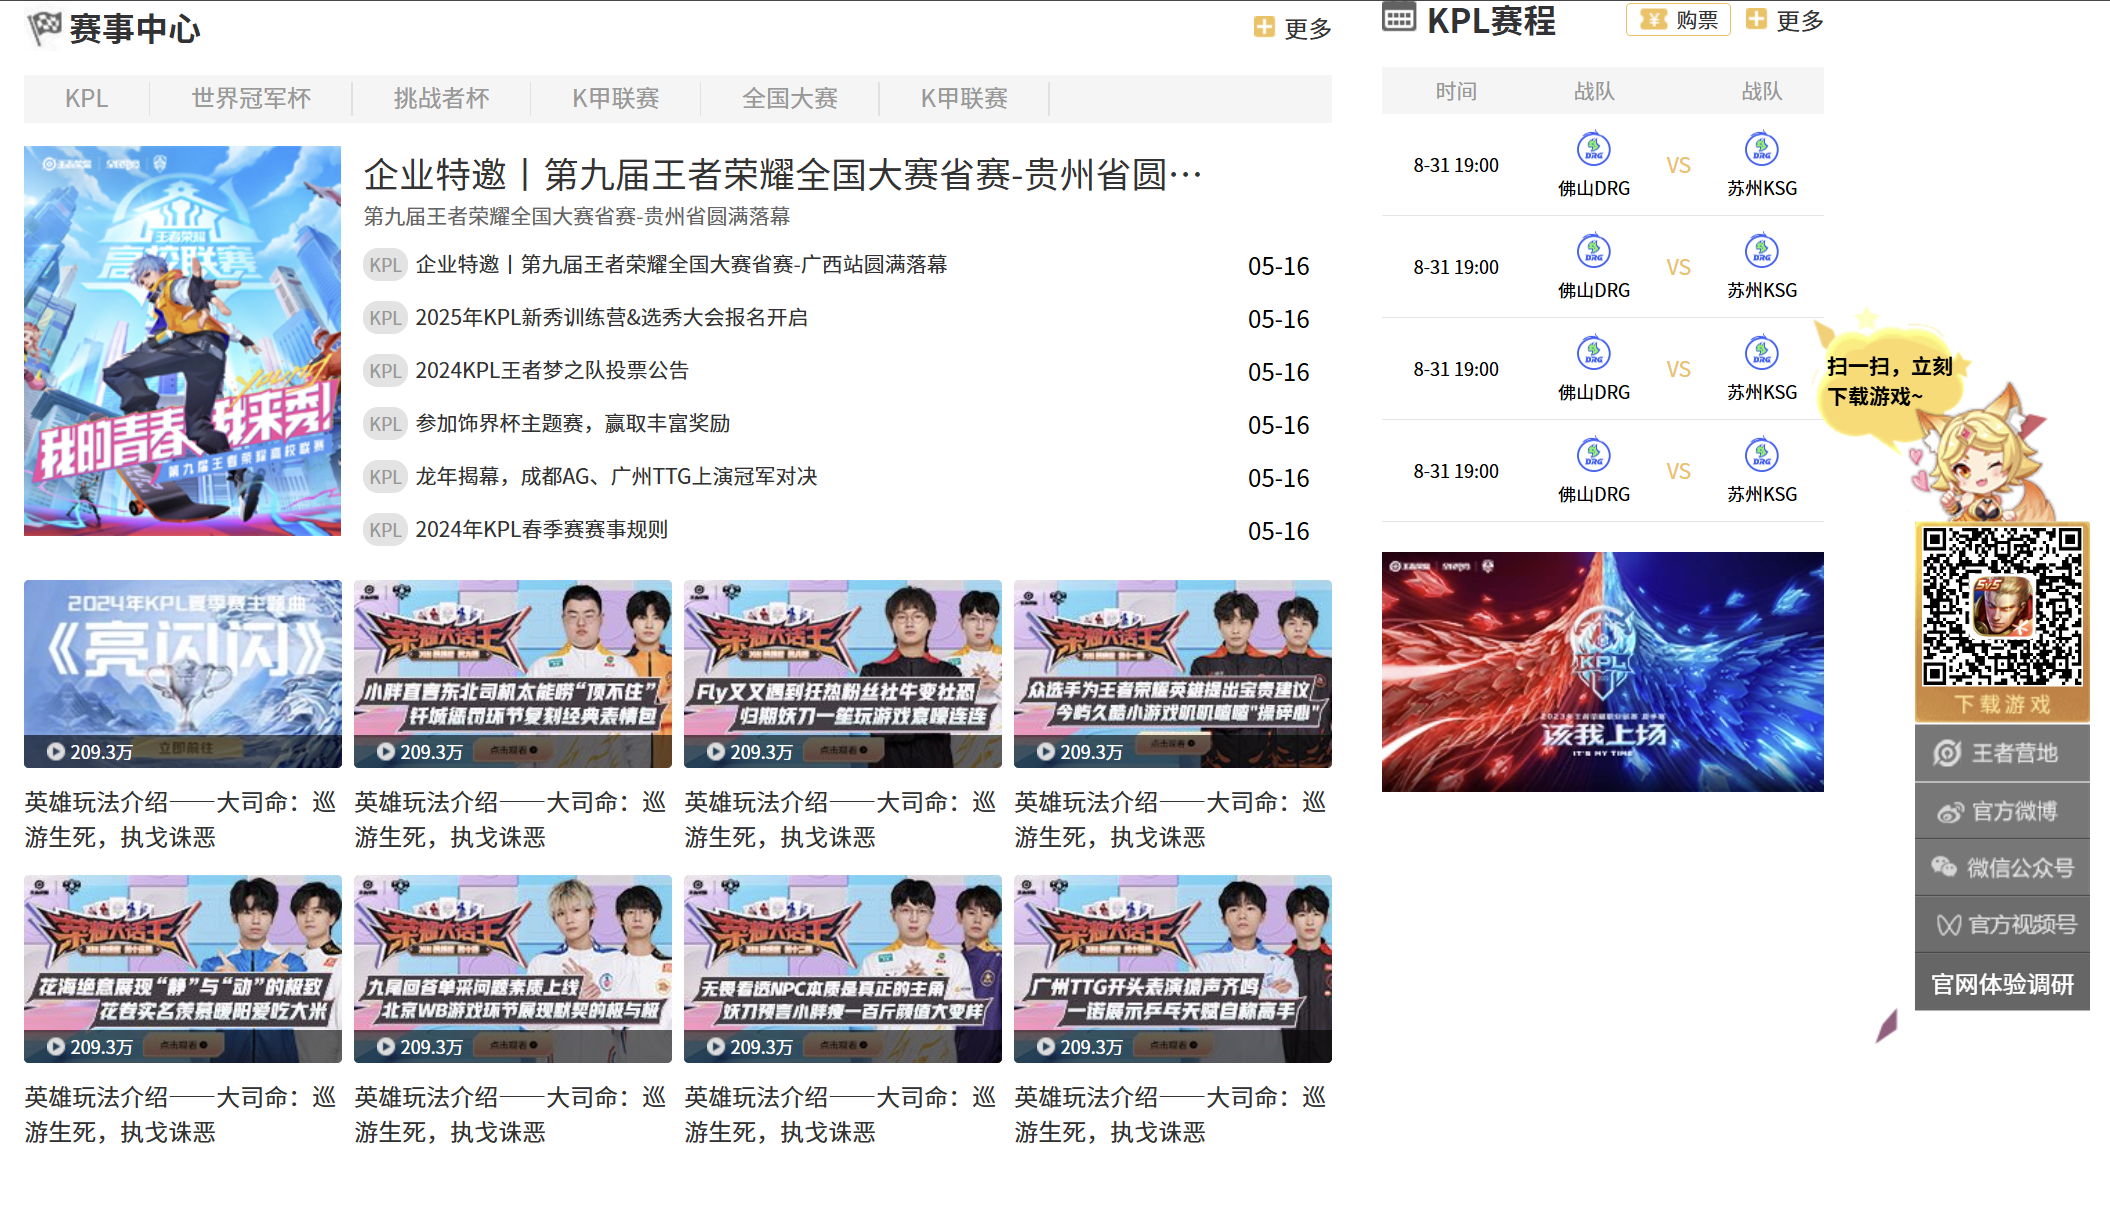 赛事中心
更多
KPL
世界冠军杯
挑战者杯
K甲联赛
全国大赛
K甲联赛
王者荣耀
高校联赛
YOUNG
我的青春 我来秀!
第九届王者荣耀高校联赛
企业特邀丨第九届王者荣耀全国大赛省赛-贵州省圆…
第九届王者荣耀全国大赛省赛-贵州省圆满落幕
KPL 企业特邀丨第九届王者荣耀全国大赛省赛-广西站圆满落幕 05-16
KPL 2025年KPL新秀训练营&选秀大会报名开启 05-16
KPL 2024KPL王者梦之队投票公告 05-16
KPL 参加饰界杯主题赛，赢取丰富奖励 05-16
KPL 龙年揭幕，成都AG、广州TTG上演冠军对决 05-16
KPL 2024年KPL春季赛赛事规则 05-16
2024年KPL夏季赛主题曲
《亮闪闪》
立即前往
209.3万
英雄玩法介绍——大司命：巡
游生死，执戈诛恶
荣耀大话王
小胖直言东北司机太能唠“顶不住”
钎城惩罚环节复刻经典表情包
209.3万
点击观看
英雄玩法介绍——大司命：巡
游生死，执戈诛恶
荣耀大话王
Fly又又遇到狂热粉丝社牛变社恐
归期妖刀一笙玩游戏哀嚎连连
209.3万
点击观看
英雄玩法介绍——大司命：巡
游生死，执戈诛恶
荣耀大话王
众选手为王者荣耀英雄提出宝贵建议
今屿久酷小游戏叽叽喳喳"操碎心"
209.3万
点击观看
英雄玩法介绍——大司命：巡
游生死，执戈诛恶
荣耀大话王
花海绝意展现“静”与“动”的极致
花卷实名羡慕暖阳爱吃大米
209.3万
点击观看
英雄玩法介绍——大司命：巡
游生死，执戈诛恶
荣耀大话王
九尾回答单采问题素质上线
北京WB游戏环节展现默契的极与极
209.3万
点击观看
英雄玩法介绍——大司命：巡
游生死，执戈诛恶
荣耀大话王
无畏看透NPC本质是真正的主角
妖刀预言小胖瘦一百斤颜值大变样
209.3万
点击观看
英雄玩法介绍——大司命：巡
游生死，执戈诛恶
荣耀大话王
广州TTG开头表演猿声齐鸣
一诺展示乒乓天赋自称高手
209.3万
点击观看
英雄玩法介绍——大司命：巡
游生死，执戈诛恶
KPL赛程
购票
更多
时间 战队 战队
DRG DRG
8-31 19:00 VS
佛山DRG 苏州KSG
DRG DRG
8-31 19:00 VS
佛山DRG 苏州KSG
DRG DRG
8-31 19:00 VS
佛山DRG 苏州KSG
DRG DRG
8-31 19:00 VS
佛山DRG 苏州KSG
KPL
该我上场
IT'S MY TIME
扫一扫，立刻
下载游戏~
5v5
下载游戏
王者营地
官方微博
微信公众号
官方视频号
官网体验调研